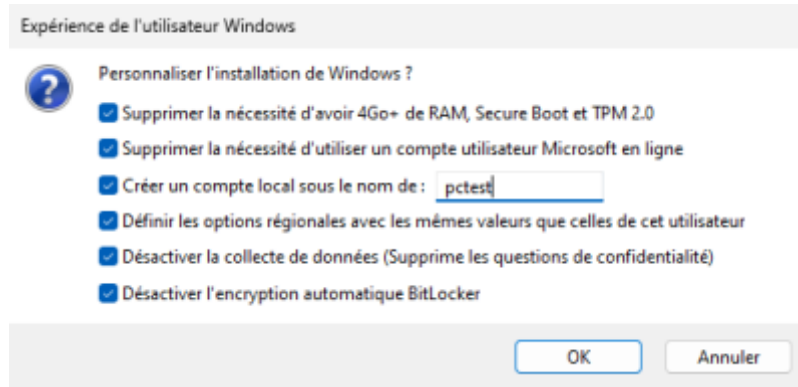 Expérience de l'utilisateur Windows
Personnaliser l'installation de Windows ?
Supprimer la nécessité d'avoir 4Go+ de RAM, Secure Boot et TPM 2.0
Supprimer la nécessité d'utiliser un compte utilisateur Microsoft en ligne
Créer un compte local sous le nom de : pctest
Définir les options régionales avec les mêmes valeurs que celles de cet utilisateur
Désactiver la collecte de données (Supprime les questions de confidentialité)
Désactiver l'encryption automatique BitLocker
OK Annuler